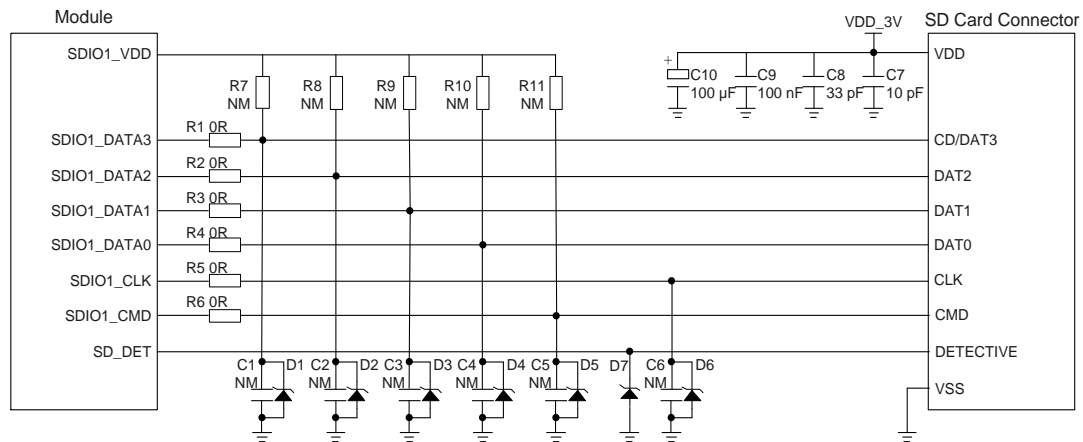 Module
VDD_3V
SD Card Connector
SDIO1_VDD
VDD
R7
NM
R8
NM
R9
NM
R10
NM
R11
NM
+
C10
100 µF
C9
100 nF
C8
33 pF
C7
10 pF
SDIO1_DATA3
R1 0R
CD/DAT3
SDIO1_DATA2
R2 0R
DAT2
SDIO1_DATA1
R3 0R
DAT1
SDIO1_DATA0
R4 0R
DAT0
SDIO1_CLK
R5 0R
CLK
SDIO1_CMD
R6 0R
CMD
SD_DET
DETECTIVE
C1
NM
D1
C2
NM
D2
C3
NM
D3
C4
NM
D4
C5
NM
D5
D7
C6
NM
D6
VSS